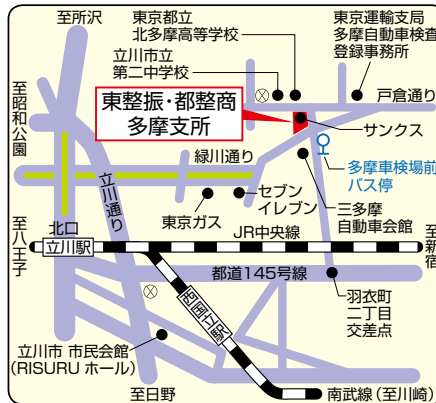 至所沢
東京都立
北多摩高等学校
東京運輸支局
多摩自動車検査
登録事務所
立川市立
第二中学校
戸倉通り
東整振・都整商
多摩支所
サンクス
至昭和公園
緑川通り
多摩車検場前
バス停
立川通り
セブン
イレブン
東京ガス
三多摩
自動車会館
至八王子
北口
立川駅
JR中央線
至新宿
都道145号線
西国立駅
羽衣町
二丁目
交差点
立川市 市民会館
(RISURU ホール)
至日野
南武線(至川崎)